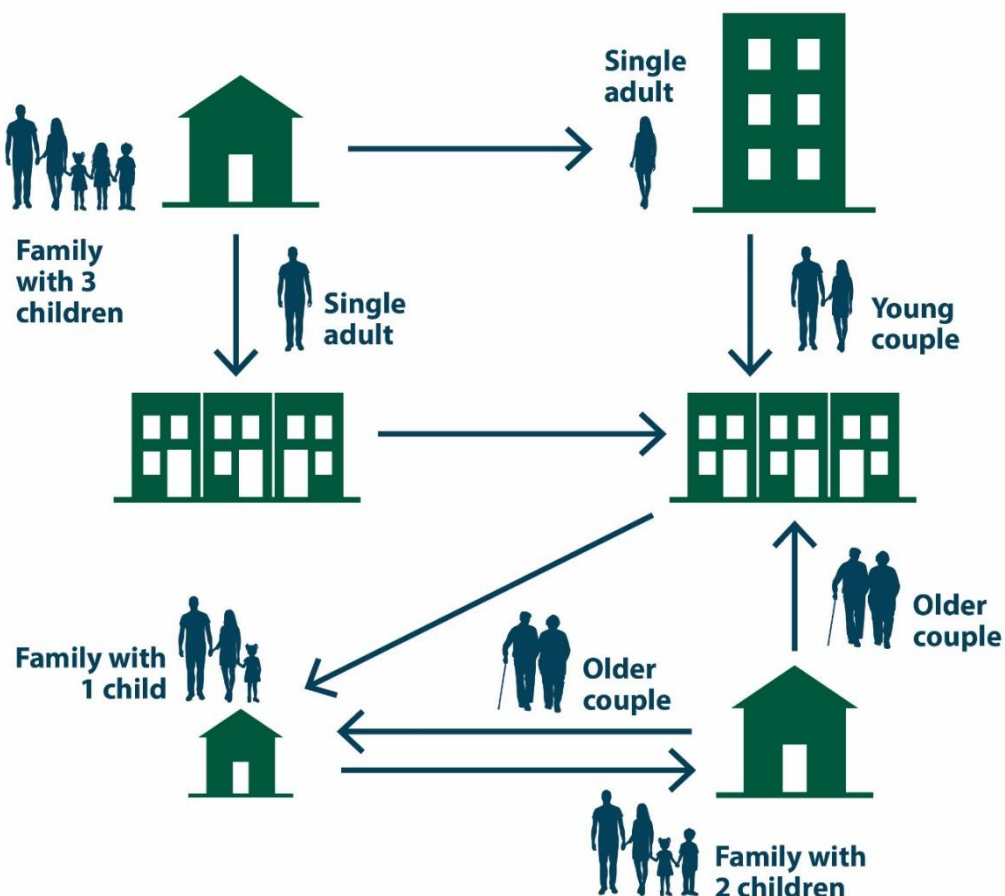 Single
adult
Family
with 3
children
Single
adult
Young
couple
Older
couple
Family with
1 child
Older
couple
Family with
2 children